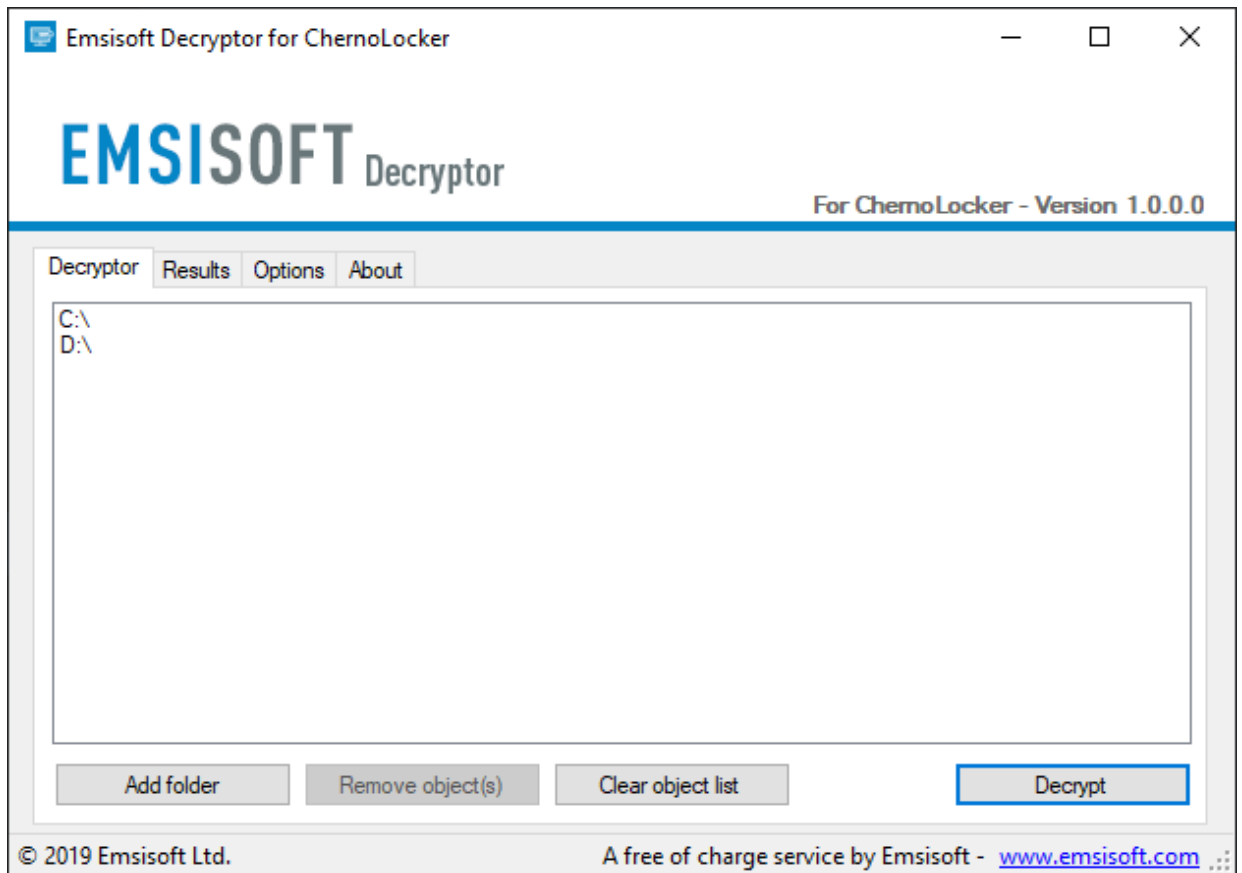 Emsisoft Decryptor for ChernoLocker
EMSISOFT Decryptor
For ChernoLocker - Version 1.0.0.0
Decryptor Results Options About
C:\
D:\
Add folder Remove object(s) Clear object list Decrypt
© 2019 Emsisoft Ltd. A free of charge service by Emsisoft - www.emsisoft.com